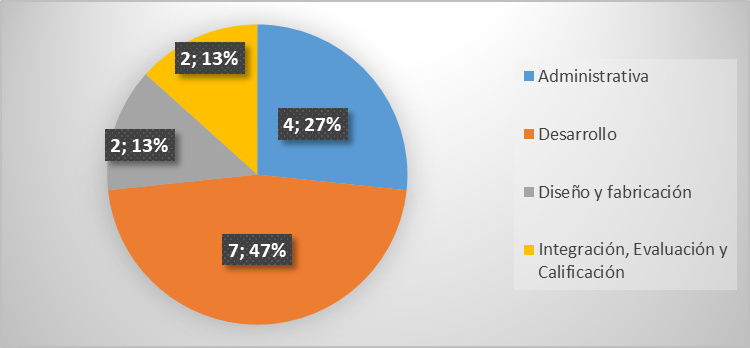 2; 13%
4; 27%
2; 13%
7; 47%
Administrativa
Desarrollo
Diseño y fabricación
Integración, Evaluación y
Calificación